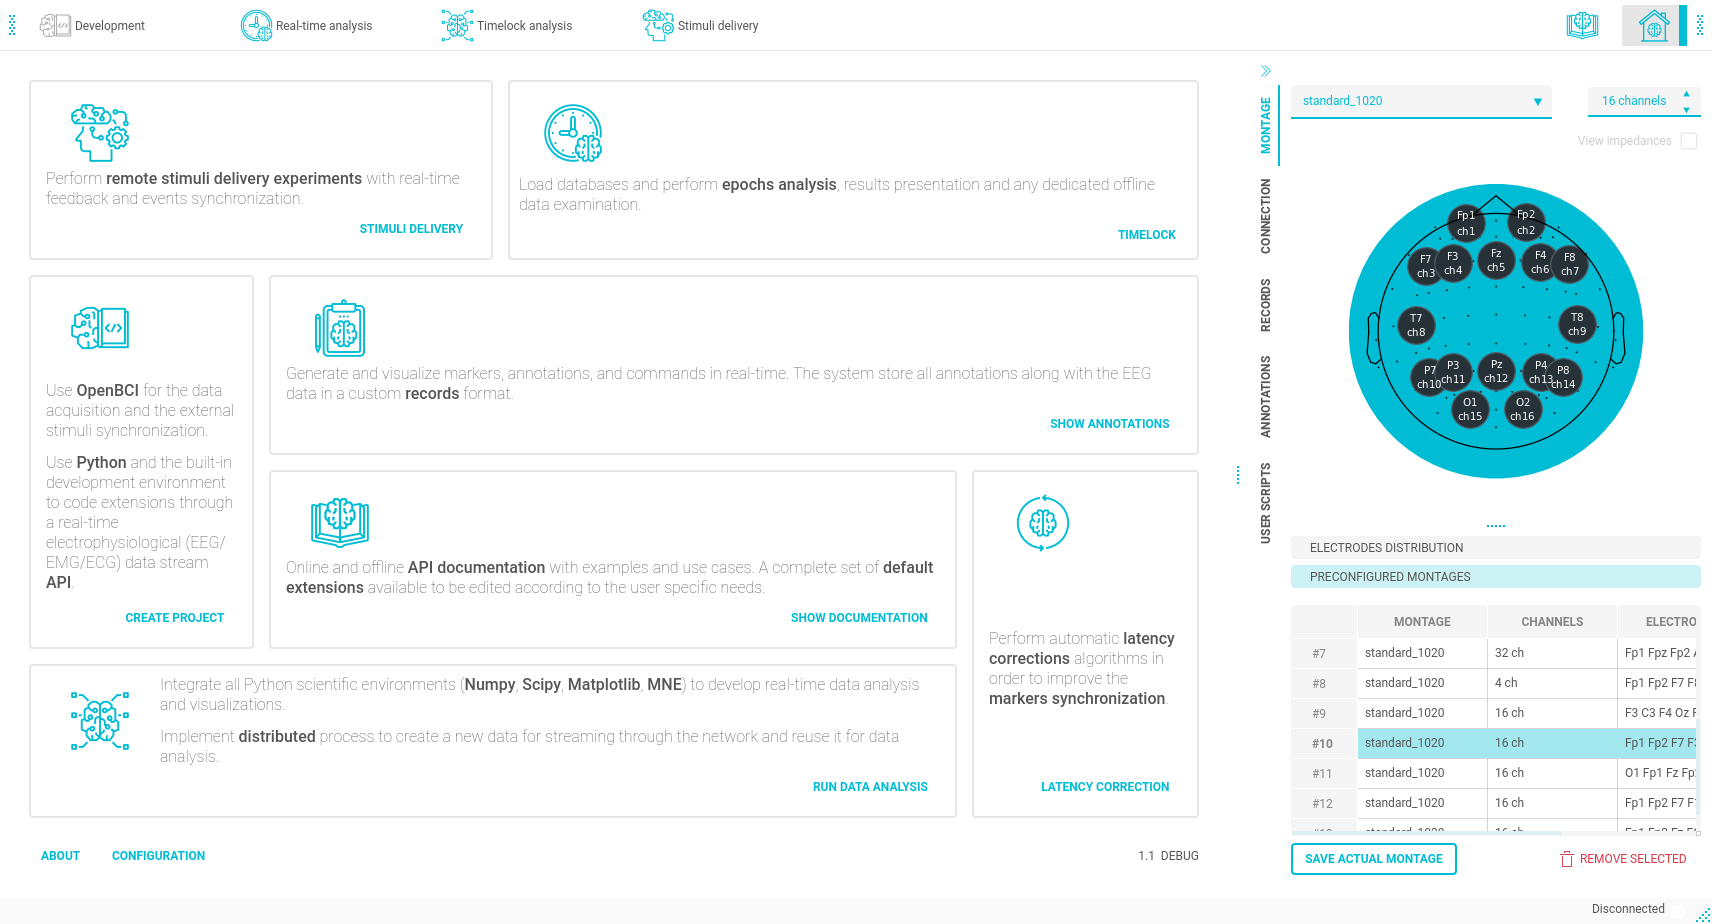 Development
Real-time analysis
Timelock analysis
Stimuli delivery
Perform remote stimuli delivery experiments with real-time
feedback and events synchronization.
STIMULI DELIVERY
Load databases and perform epochs analysis, results presentation and any dedicated offline
data examination.
TIMELOCK
Use OpenBCI for the data
acquisition and the external
stimuli synchronization.
Use Python and the built-in
development environment
to code extensions through
a real-time
electrophysiological (EEG/
EMG/ECG) data stream
API.
CREATE PROJECT
Generate and visualize markers, annotations, and commands in real-time. The system store all annotations along with the EEG
data in a custom records format.
SHOW ANNOTATIONS
Online and offline API documentation with examples and use cases. A complete set of default
extensions available to be edited according to the user specific needs.
SHOW DOCUMENTATION
Perform automatic latency
corrections algorithms in
order to improve the
markers synchronization.
LATENCY CORRECTION
Integrate all Python scientific environments (Numpy, Scipy, Matplotlib, MNE) to develop real-time data analysis
and visualizations.
Implement distributed process to create a new data for streaming through the network and reuse it for data
analysis.
RUN DATA ANALYSIS
ABOUT
CONFIGURATION
1.1 DEBUG
MONTAGE
CONNECTION
RECORDS
ANNOTATIONS
USER SCRIPTS
standard_1020
16 channels
View impedances
Fp1
ch1
Fp2
ch2
F7
ch3
F3
ch4
Fz
ch5
F4
ch6
F8
ch7
T7
ch8
T8
ch9
P7
ch10
P3
ch11
Pz
ch12
P4
ch13
P8
ch14
O1
ch15
O2
ch16
ELECTRODES DISTRIBUTION
PRECONFIGURED MONTAGES
MONTAGE CHANNELS ELECTRO
#7 standard_1020 32 ch Fp1 Fpz Fp2
#8 standard_1020 4 ch Fp1 Fp2 F7
#9 standard_1020 16 ch F3 C3 F4 Oz
#10 standard_1020 16 ch Fp1 Fp2 F7
#11 standard_1020 16 ch O1 Fp1 Fz
#12 standard_1020 16 ch Fp1 Fp2 F7
SAVE ACTUAL MONTAGE
REMOVE SELECTED
Disconnected